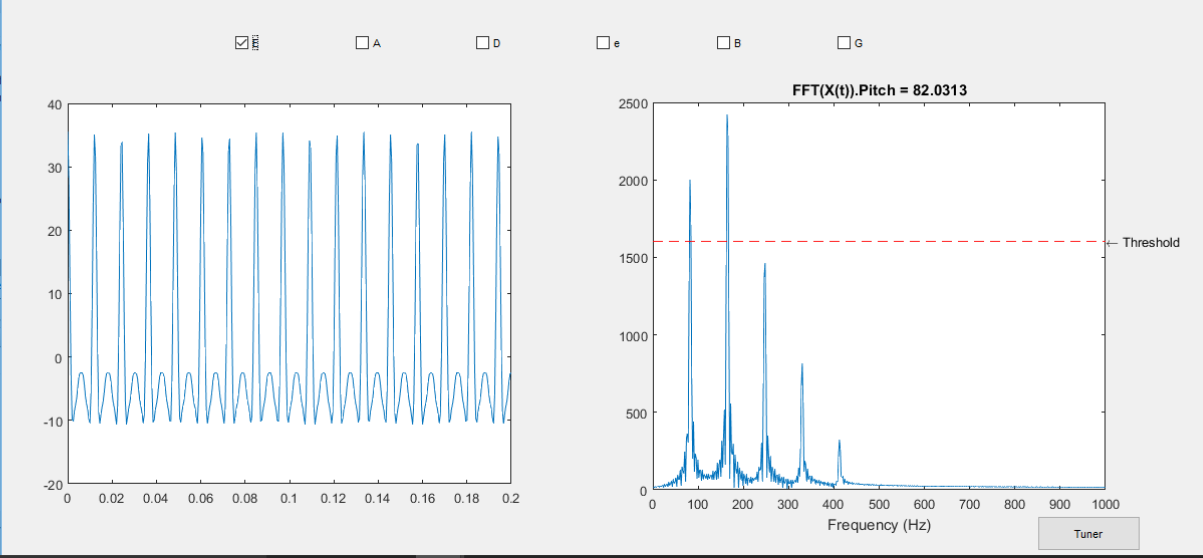 E A D e B G
FFT(X(t)).Pitch = 82.0313
40
30
20
10
0
-10
-20
0 0.02 0.04 0.06 0.08 0.1 0.12 0.14 0.16 0.18 0.2
2500
2000
1500
1000
500
0
← Threshold
0 100 200 300 400 500 600 700 800 900 1000
Frequency (Hz)
Tuner